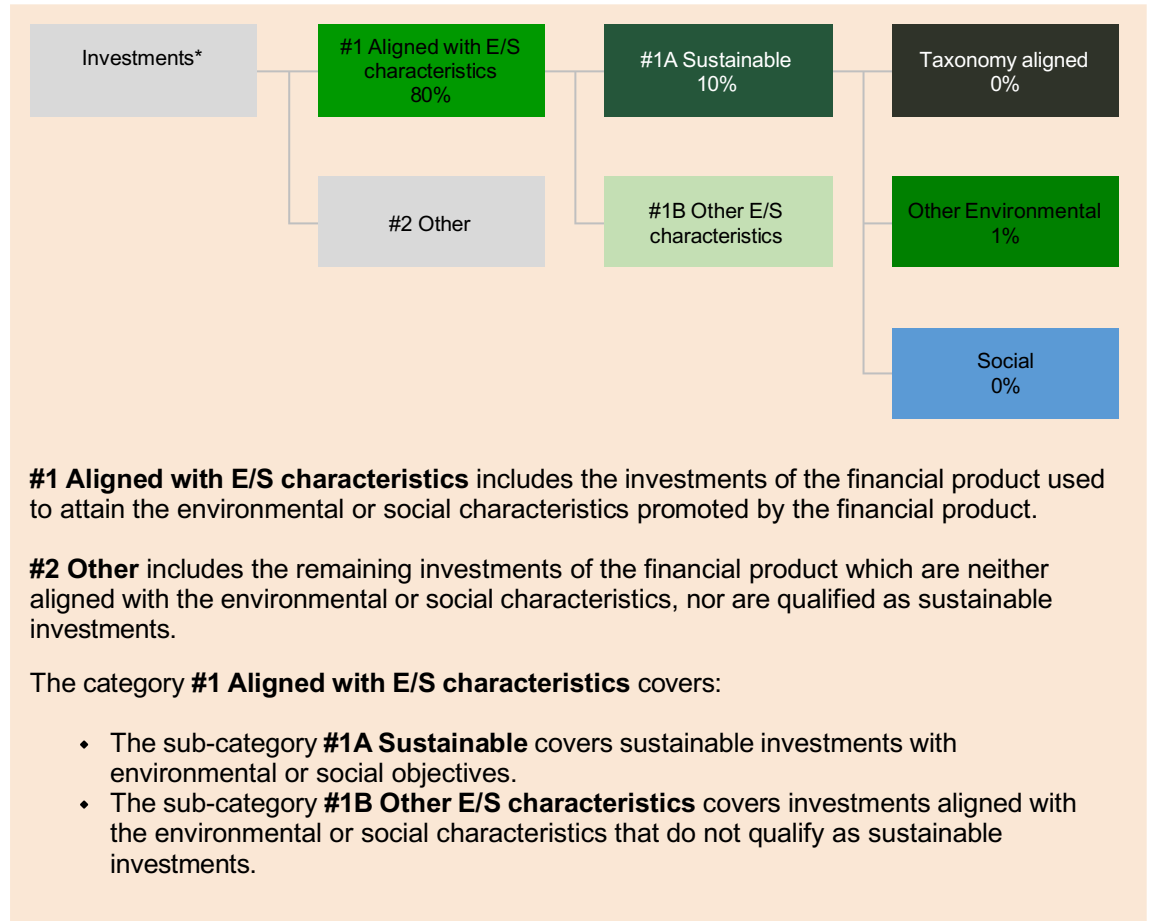 Investments*
#1 Aligned with E/S
characteristics
80%
#1A Sustainable
10%
Taxonomy aligned
0%
#2 Other
#1B Other E/S
characteristics
Other Environmental
1%
Social
0%
#1 Aligned with E/S characteristics includes the investments of the financial product used
to attain the environmental or social characteristics promoted by the financial product.
#2 Other includes the remaining investments of the financial product which are neither
aligned with the environmental or social characteristics, nor are qualified as sustainable
investments.
The category #1 Aligned with E/S characteristics covers:
• The sub-category #1A Sustainable covers sustainable investments with
environmental or social objectives.
• The sub-category #1B Other E/S characteristics covers investments aligned with
the environmental or social characteristics that do not qualify as sustainable
investments.